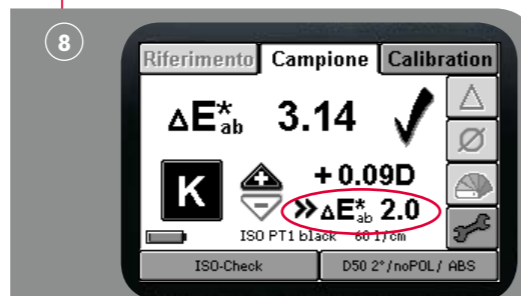 8
Riferimento Campione Calibration
ΔE*ab 3.14
K
+0.09D
>> ΔE*ab 2.0
ISO PT1 black 60 1/cm
ISO-Check D50 2°/noPOL/ ABS